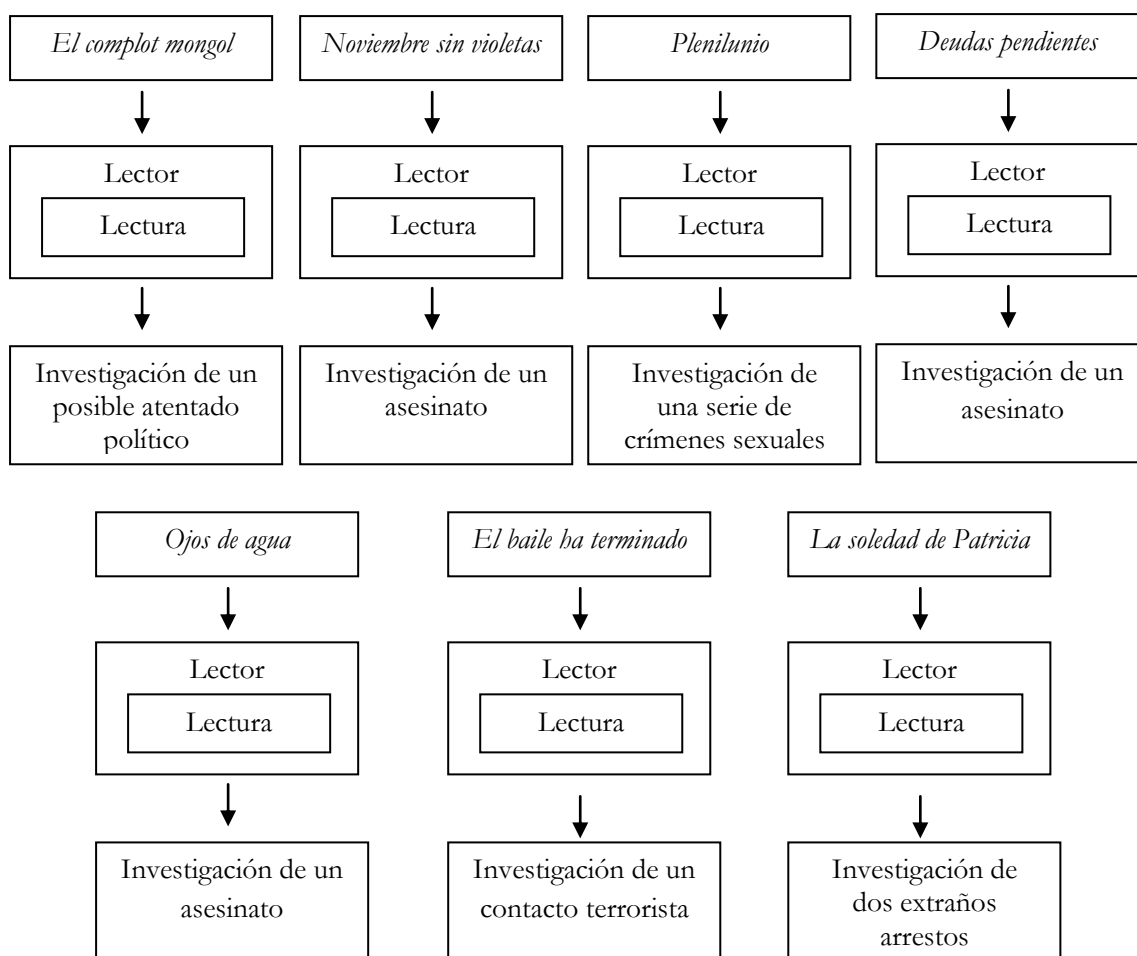 El complot mongol
Noviembre sin violetas
Plenilunio
Deudas pendientes
Lector
Lectura
Lector
Lectura
Lector
Lectura
Lector
Lectura
Investigación de un
posible atentado
político
Investigación de un
asesinato
Investigación de
una serie de
crímenes sexuales
Investigación de un
asesinato
Ojos de agua
El baile ha terminado
La soledad de Patricia
Lector
Lectura
Lector
Lectura
Lector
Lectura
Investigación de un
asesinato
Investigación de un
contacto terrorista
Investigación de
dos extraños
arrestos